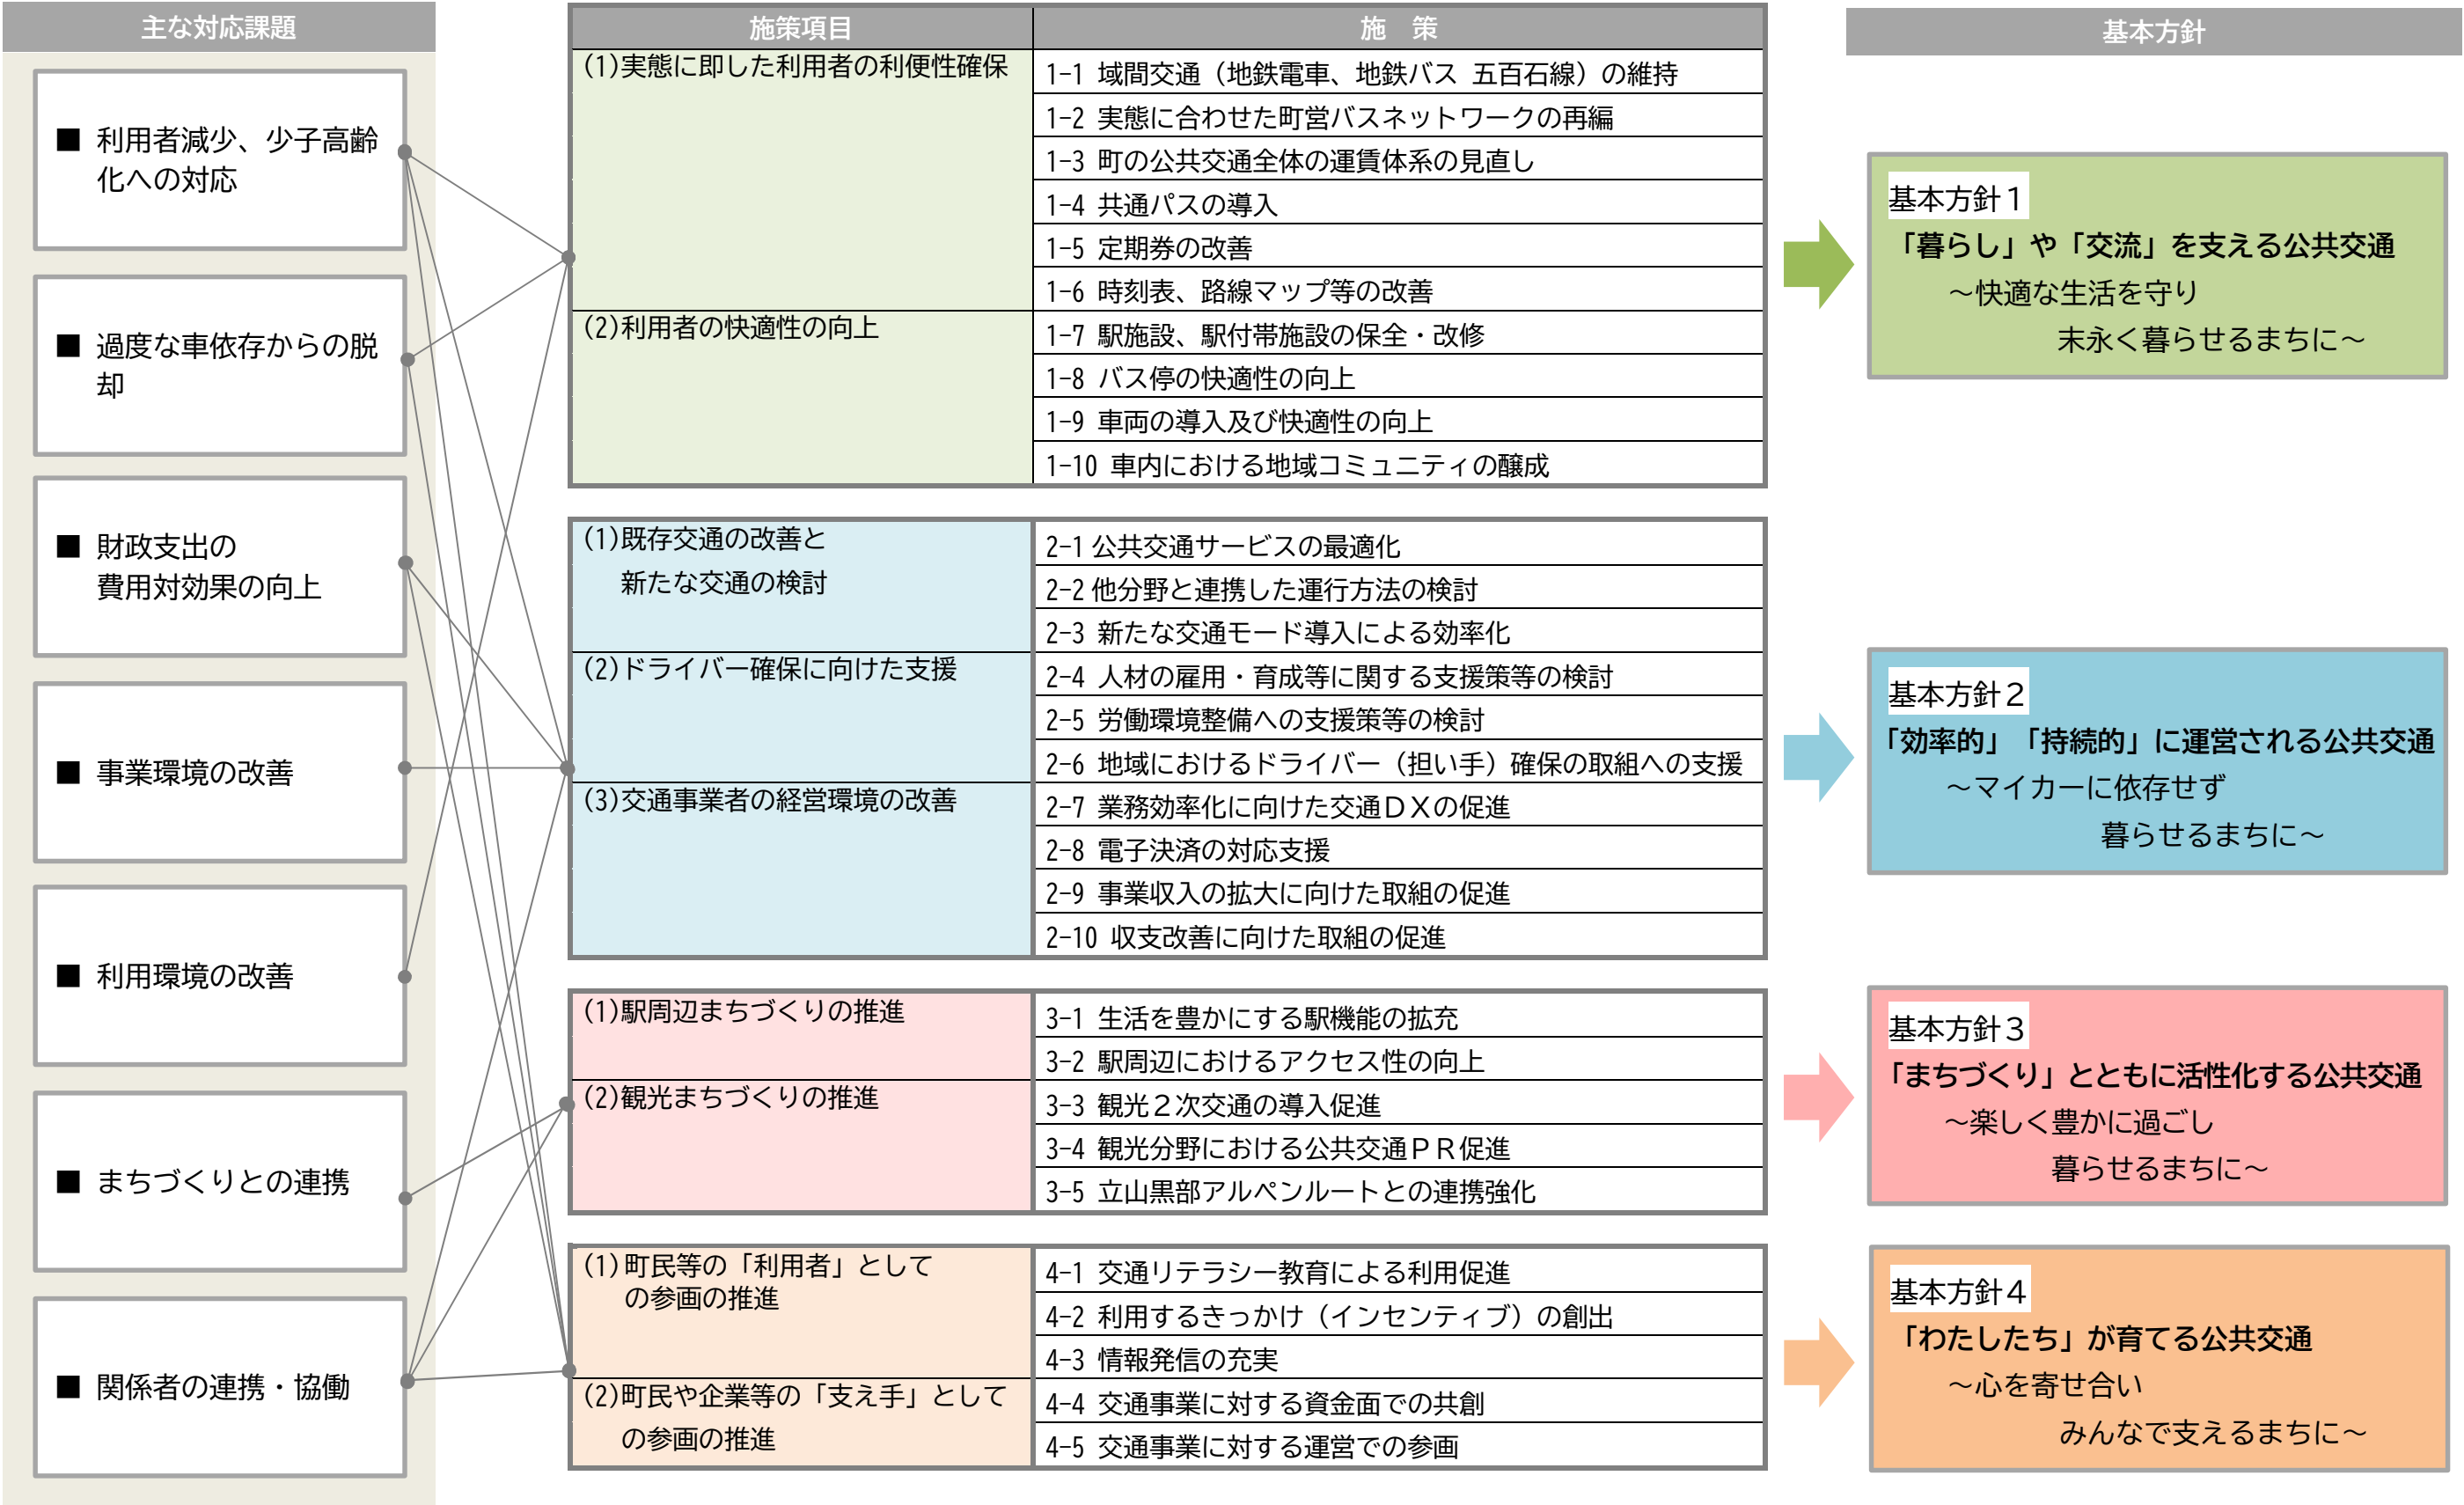 主な対応課題
■ 利用者減少、少子高齢
化への対応
■ 過度な車依存からの脱
却
■ 財政支出の
費用対効果の向上
■ 事業環境の改善
■ 利用環境の改善
■ まちづくりとの連携
■ 関係者の連携・協働
施策項目
施　策
(1)実態に即した利用者の利便性確保
1-1 域間交通（地鉄電車、地鉄バス 五百石線）の維持
1-2 実態に合わせた町営バスネットワークの再編
1-3 町の公共交通全体の運賃体系の見直し
1-4 共通パスの導入
1-5 定期券の改善
1-6 時刻表、路線マップ等の改善
(2)利用者の快適性の向上
1-7 駅施設、駅付帯施設の保全・改修
1-8 バス停の快適性の向上
1-9 車両の導入及び快適性の向上
1-10 車内における地域コミュニティの醸成
(1)既存交通の改善と
新たな交通の検討
2-1 公共交通サービスの最適化
2-2 他分野と連携した運行方法の検討
2-3 新たな交通モード導入による効率化
(2)ドライバー確保に向けた支援
2-4 人材の雇用・育成等に関する支援策等の検討
2-5 労働環境整備への支援策等の検討
2-6 地域におけるドライバー（担い手）確保の取組への支援
(3)交通事業者の経営環境の改善
2-7 業務効率化に向けた交通ＤＸの促進
2-8 電子決済の対応支援
2-9 事業収入の拡大に向けた取組の促進
2-10 収支改善に向けた取組の促進
(1)駅周辺まちづくりの推進
3-1 生活を豊かにする駅機能の拡充
3-2 駅周辺におけるアクセス性の向上
(2)観光まちづくりの推進
3-3 観光２次交通の導入促進
3-4 観光分野における公共交通ＰＲ促進
3-5 立山黒部アルペンルートとの連携強化
(1)町民等の「利用者」として
の参画の推進
4-1 交通リテラシー教育による利用促進
4-2 利用するきっかけ（インセンティブ）の創出
4-3 情報発信の充実
(2)町民や企業等の「支え手」として
の参画の推進
4-4 交通事業に対する資金面での共創
4-5 交通事業に対する運営での参画
基本方針
基本方針１
「暮らし」や「交流」を支える公共交通
～快適な生活を守り
末永く暮らせるまちに～
基本方針２
「効率的」「持続的」に運営される公共交通
～マイカーに依存せず
暮らせるまちに～
基本方針３
「まちづくり」とともに活性化する公共交通
～楽しく豊かに過ごし
暮らせるまちに～
基本方針４
「わたしたち」が育てる公共交通
～心を寄せ合い
みんなで支えるまちに～